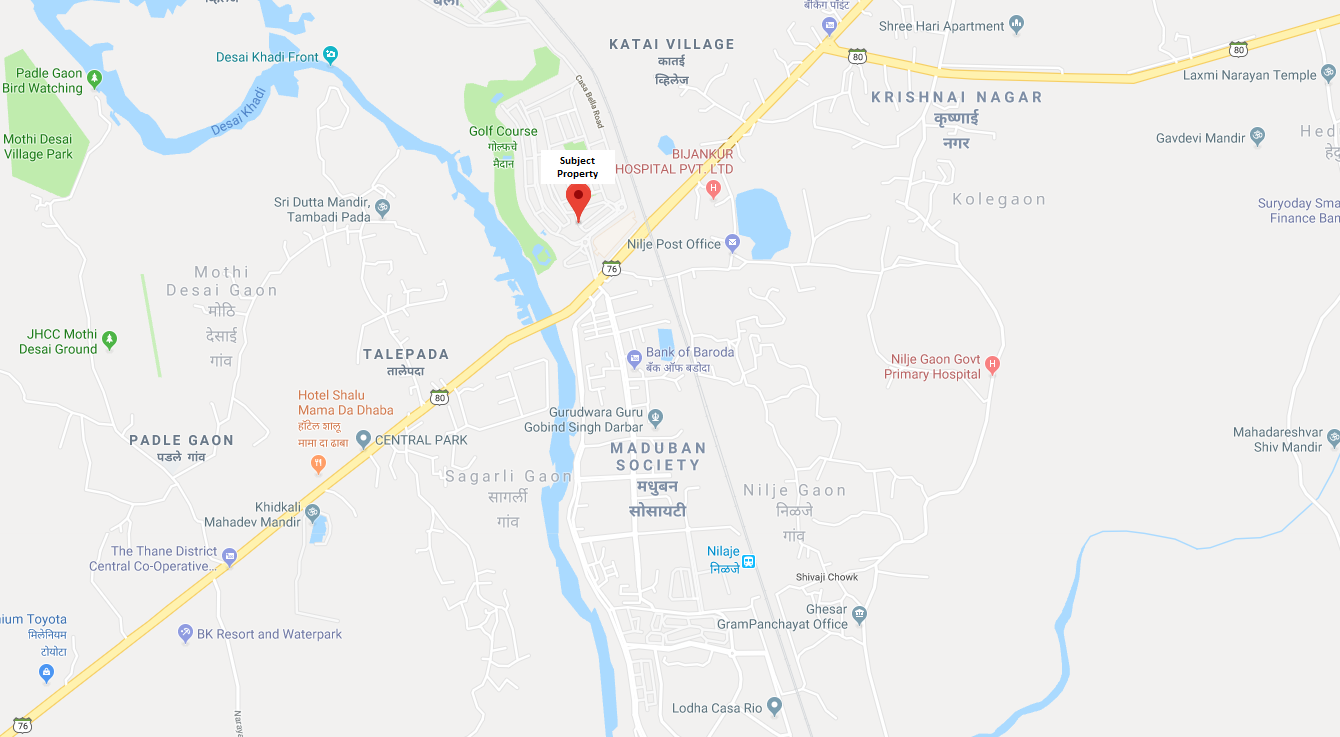 बीकेंग पॉइंट
Shree Hari Apartment
KATAI VILLAGE
कातई
व्हिलेज
80
80
Desai Khadi Front
Padle Gaon
Bird Watching
Laxmi Narayan Temple
Casa Bella Road
KRISHNAI NAGAR
कृष्णाई
नगर
Desai Khadi
Golf Course
गोल्फचे
मैदान
Mothi Desai
Village Park
Gavdevi Mandir
Subject
Property
BIJANKUR
HOSPITAL PVT. LTD
Sri Dutta Mandir,
Tambadi Pada
Kolegaon
Suryoday Sma
Finance Ban
Nilje Post Office
76
Mothi
Desai Gaon
मोठि
देसाई
गांव
JHCC Mothi
Desai Ground
TALEPADA
तालेपदा
Bank of Baroda
बँक ऑफ बडोदा
Nilje Gaon Govt
Primary Hospital
80
Hotel Shalu
Mama Da Dhaba
हॉटेल शालू
मामा दा ढाबा
Gurudwara Guru
Gobind Singh Darbar
PADLE GAON
पडले गांव
CENTRAL PARK
MADUBAN
SOCIETY
मधुबन
सोसायटी
Mahadareshvar
Shiv Mandir
Sagarli Gaon
सागर्ली
गांव
Nilje Gaon
निळजे
गांव
Khidkali
Mahadev Mandir
The Thane District
Central Co-Operative...
Nilaje
निळजे
Shivaji Chowk
Ghesar
GramPanchayat Office
nium Toyota
मिलेनियम
टोयोटा
BK Resort and Waterpark
Lodha Casa Rio
76